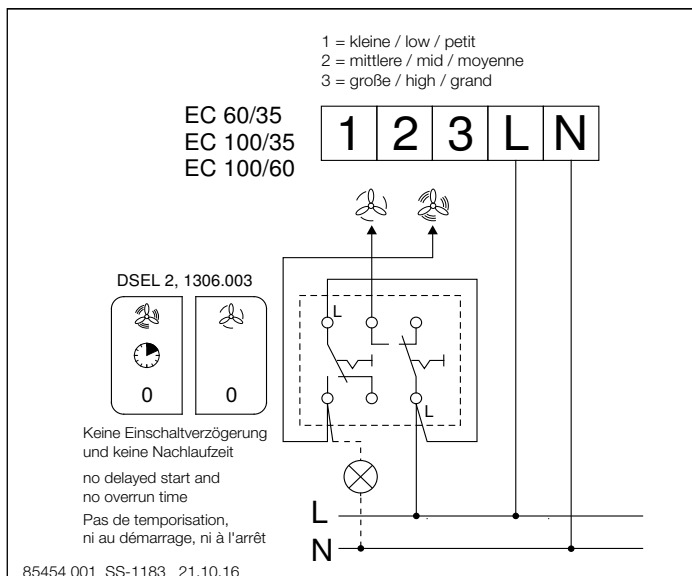 1 = kleine / low / petit
2 = mittlere / mid / moyenne
3 = große / high / grand
EC 60/35
EC 100/35
EC 100/60
1 2 3 L N
DSEL 2, 1306.003
0 0
L
L
Keine Einschaltverzögerung
und keine Nachlaufzeit
no delayed start and
no overrun time
Pas de temporisation,
ni au démarrage, ni à l'arrêt
L
N
85454 001 SS-1183 21.10.16